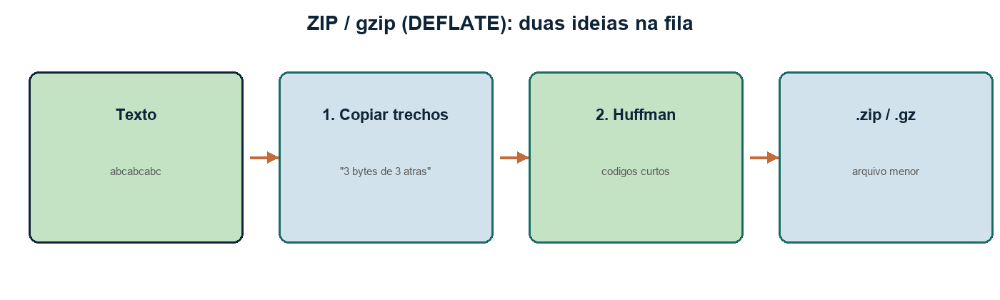 ZIP / gzip (DEFLATE): duas ideias na fila
Texto
abcabcabc
1. Copiar trechos
"3 bytes de 3 atras"
2. Huffman
codigos curtos
.zip / .gz
arquivo menor